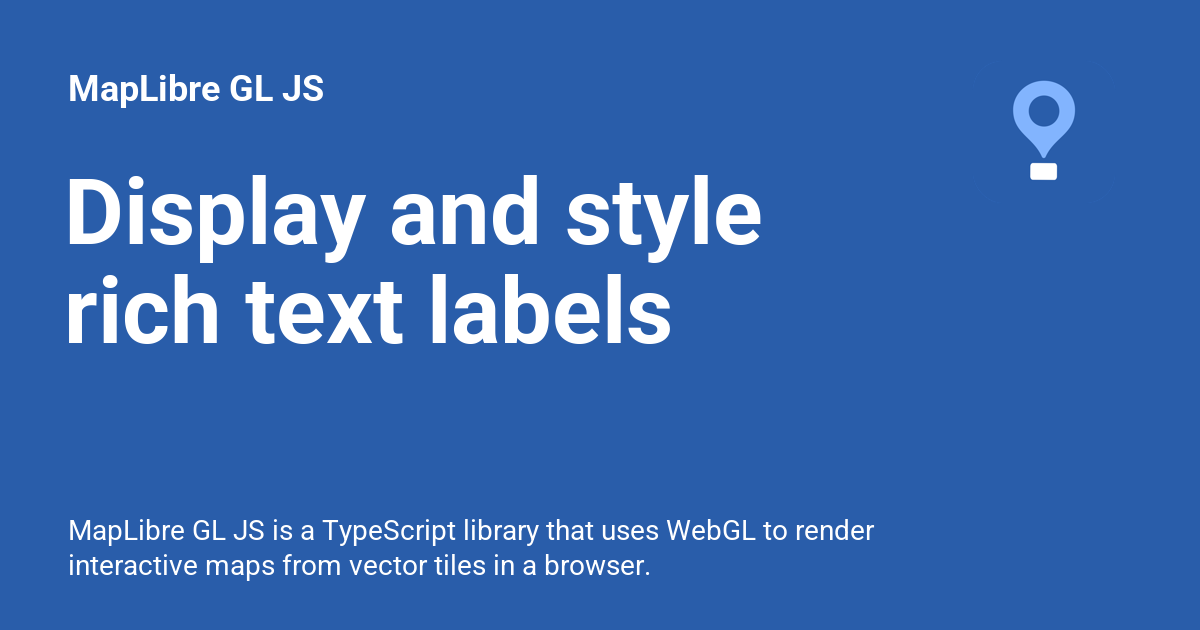 MapLibre GL JS
Display and style
rich text labels
MapLibre GL JS is a TypeScript library that uses WebGL to render
interactive maps from vector tiles in a browser.